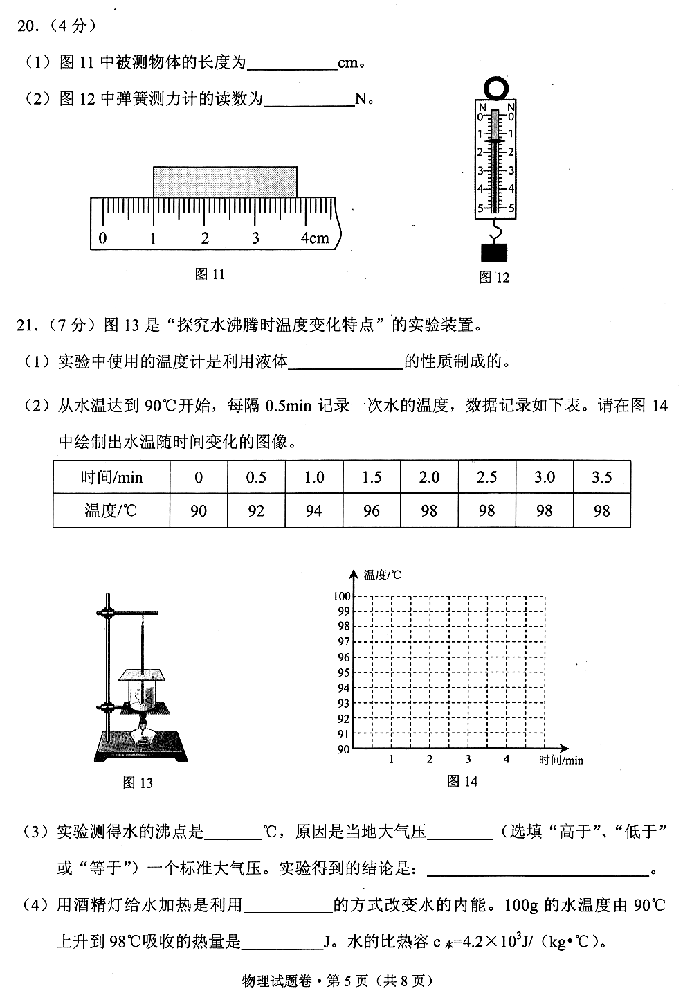 20.（4 分）
（1）图 11 中被测物体的长度为___________cm。
（2）图 12 中弹簧测力计的读数为___________N。
N N
0 0
1 1
2 2
3 3
4 4
5 5
0 1 2 3 4cm
图 11
图 12
21.（7 分）图 13 是“探究水沸腾时温度变化特点”的实验装置。
（1）实验中使用的温度计是利用液体______________的性质制成的。
（2）从水温达到 90℃开始，每隔 0.5min 记录一次水的温度，数据记录如下表。请在图 14
中绘制出水温随时间变化的图像。
时间/min 0 0.5 1.0 1.5 2.0 2.5 3.0 3.5
温度/℃ 90 92 94 96 98 98 98 98
温度/℃
100
99
98
97
96
95
94
93
92
91
90
1 2 3 4 时间/min
图 13
图 14
（3）实验测得水的沸点是_______℃，原因是当地大气压________（选填“高于”、“低于”
或“等于”）一个标准大气压。实验得到的结论是：___________________________。
（4）用酒精灯给水加热是利用___________的方式改变水的内能。100g 的水温度由 90℃
上升到 98℃吸收的热量是__________J。水的比热容 c 水=4.2×10³J/（kg•℃）。
物理试题卷·第 5 页（共 8 页）